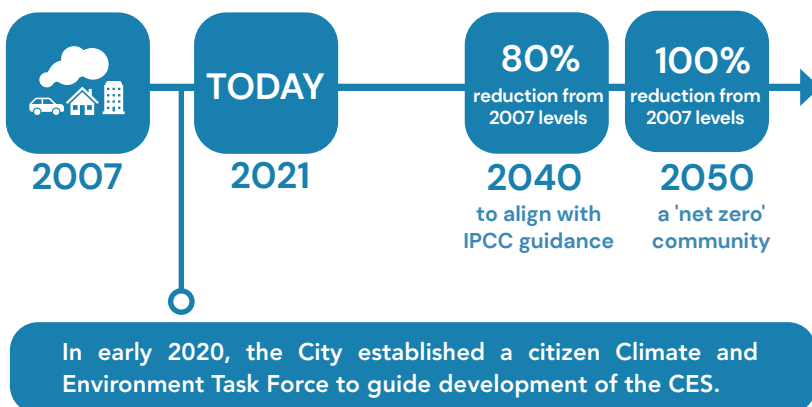 TODAY
80%
reduction from
2007 levels
100%
reduction from
2007 levels
2007
2021
2040
to align with
IPCC guidance
2050
a 'net zero'
community
In early 2020, the City established a citizen Climate and
Environment Task Force to guide development of the CES.